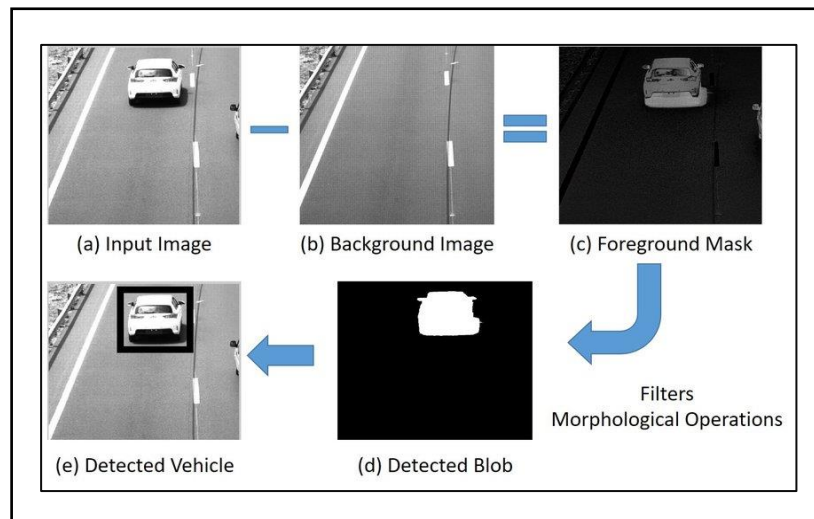 (a) Input Image
(b) Background Image
(c) Foreground Mask
Filters
Morphological Operations
(e) Detected Vehicle
(d) Detected Blob